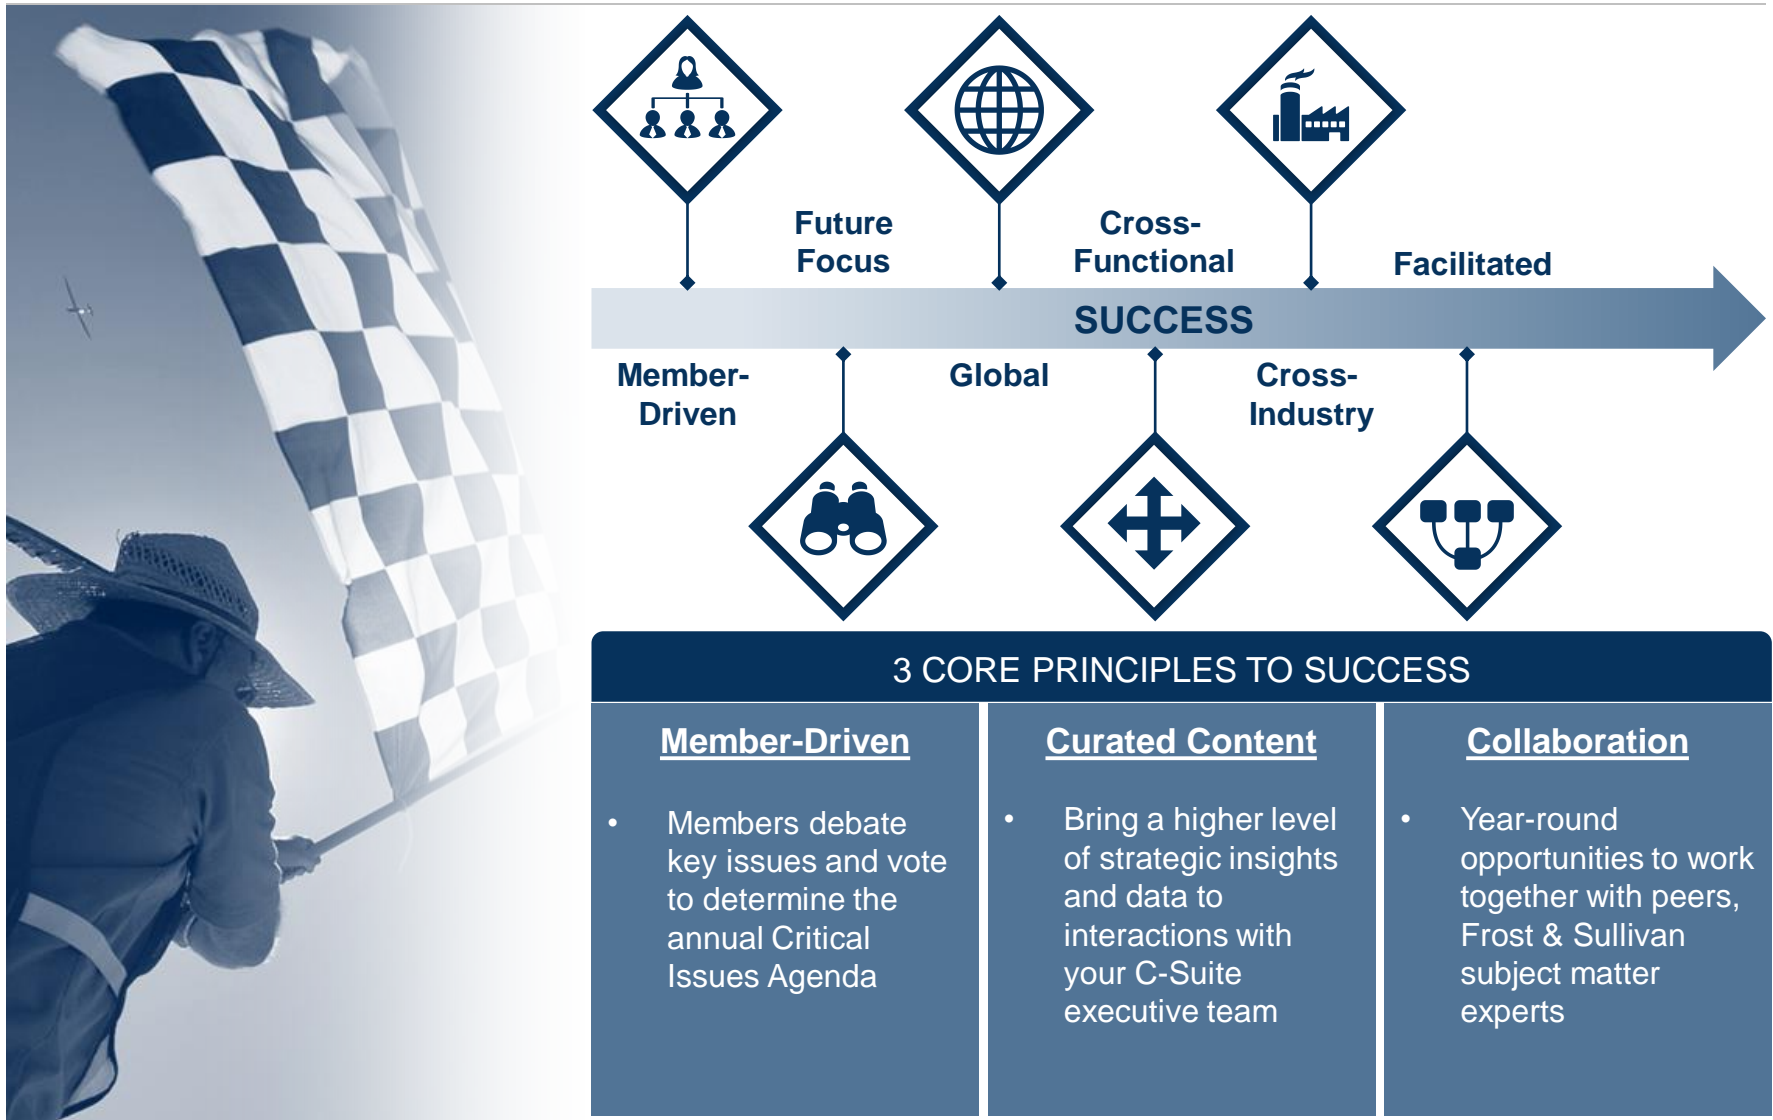 Future
Focus
Cross-
Functional
Facilitated
SUCCESS
Member-
Driven
Global
Cross-
Industry
3 CORE PRINCIPLES TO SUCCESS
Member-Driven
• Members debate
key issues and vote
to determine the
annual Critical
Issues Agenda
Curated Content
• Bring a higher level
of strategic insights
and data to
interactions with
your C-Suite
executive team
Collaboration
• Year-round
opportunities to work
together with peers,
Frost & Sullivan
subject matter
experts